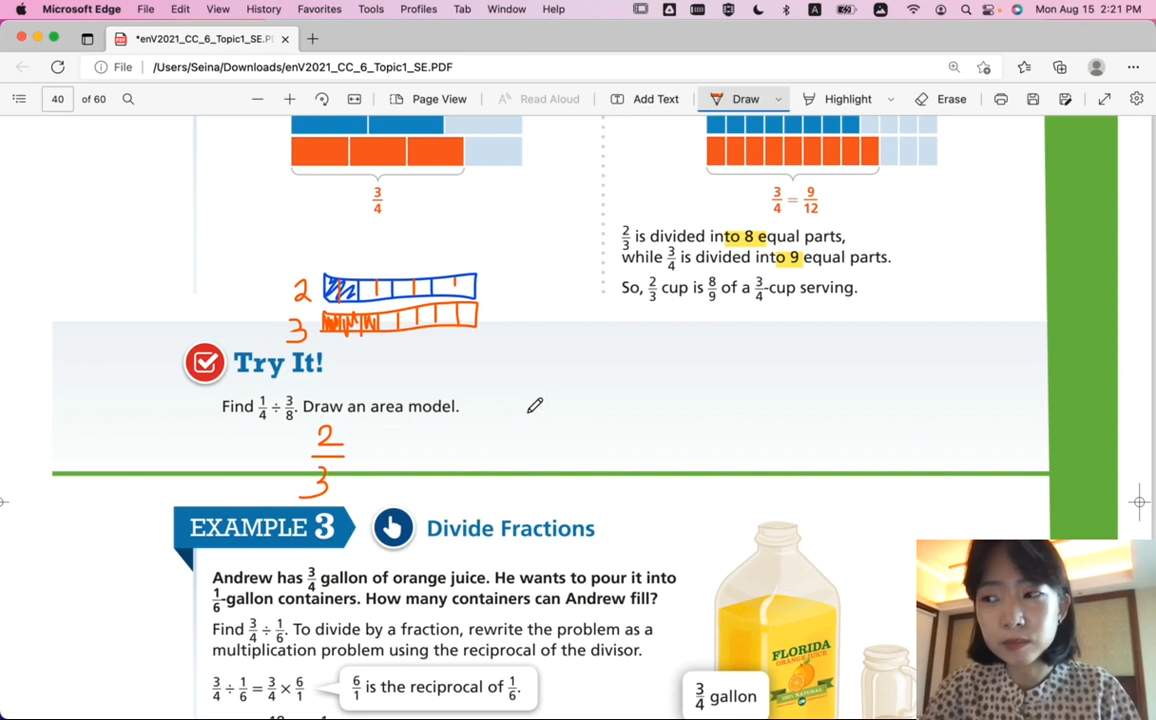 Microsoft Edge File Edit View History Favorites Tools Profiles Tab Window Help A Mon Aug 15 2:21 PM
*enV2021_CC_6_Topic1_SE.P
File /Users/Seina/Downloads/enV2021_CC_6_Topic1_SE.PDF
40 of 60 Page View Read Aloud Add Text Draw Highlight Erase
3/4
3/4 = 9/12
2/3 is divided into 8 equal parts,
while 3/4 is divided into 9 equal parts.
So, 2/3 cup is 8/9 of a 3/4-cup serving.
2
3
Try It!
Find 1/4 ÷ 3/8. Draw an area model.
2/3
EXAMPLE 3 Divide Fractions
Andrew has 3/4 gallon of orange juice. He wants to pour it into
1/6-gallon containers. How many containers can Andrew fill?
Find 3/4 ÷ 1/6. To divide by a fraction, rewrite the problem as a
multiplication problem using the reciprocal of the divisor.
3/4 ÷ 1/6 = 3/4 × 6/1
6/1 is the reciprocal of 1/6.
FLORIDA
ORANGE JUICE
100% NATURAL
3/4 gallon